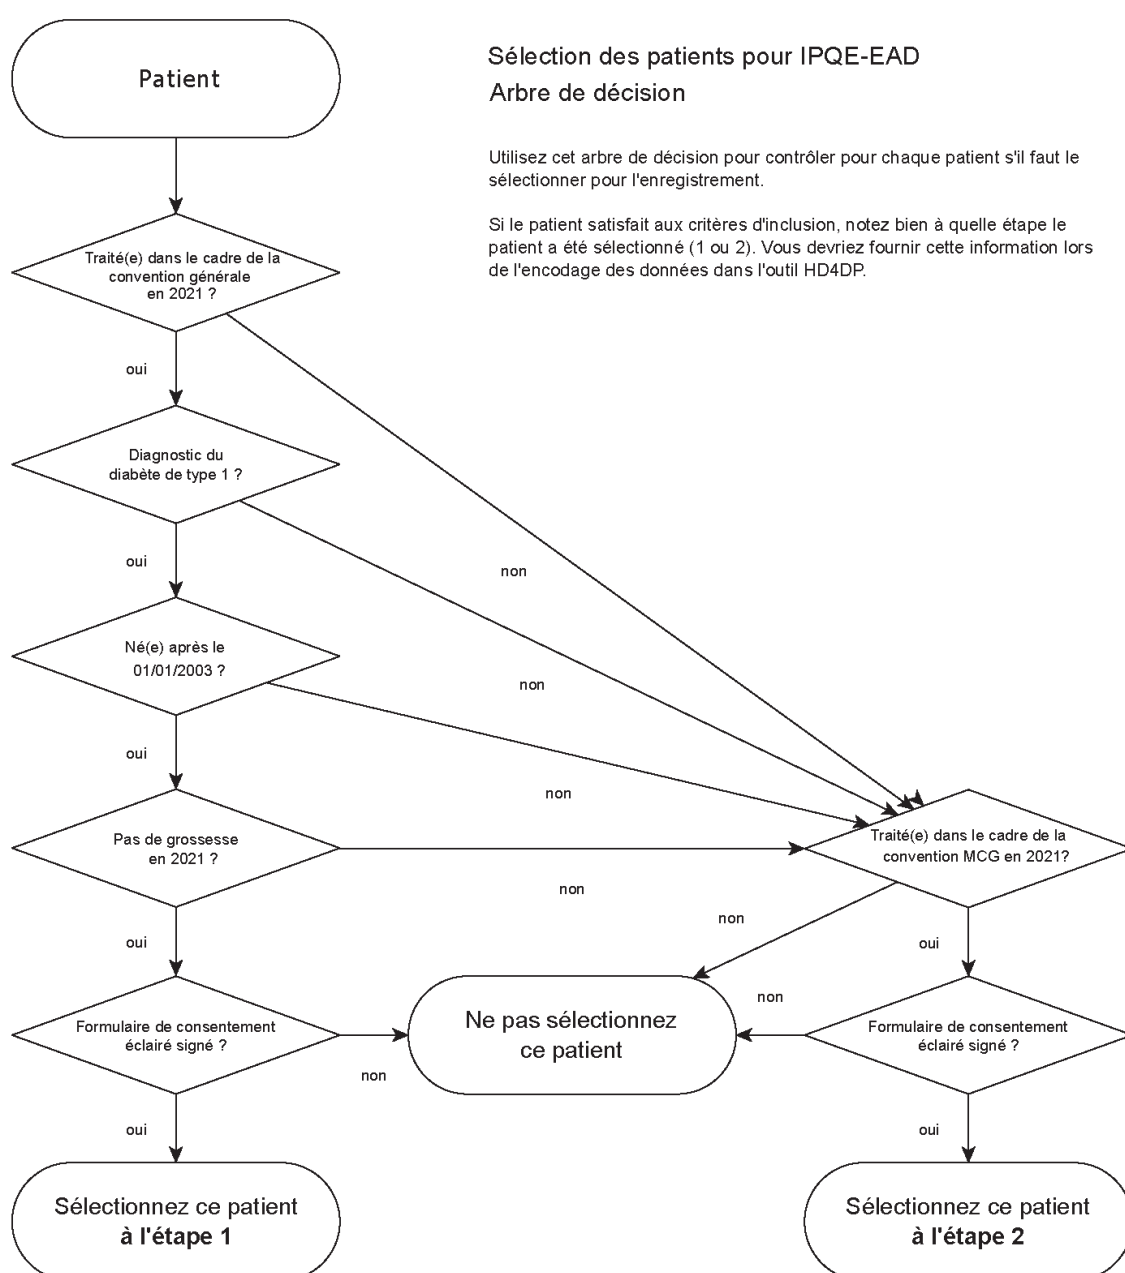 Patient
Sélection des patients pour IPQE-EAD
Arbre de décision
Utilisez cet arbre de décision pour contrôler pour chaque patient s'il faut le
sélectionner pour l'enregistrement.
Si le patient satisfait aux critères d'inclusion, notez bien à quelle étape le
patient a été sélectionné (1 ou 2). Vous devriez fournir cette information lors
de l'encodage des données dans l'outil HD4DP.
Traité(e) dans le cadre de la
convention générale
en 2021 ?
oui
Diagnostic du
diabète de type 1 ?
oui
non
Né(e) après le
01/01/2003 ?
non
oui
non
Pas de grossesse
en 2021 ?
Traité(e) dans le cadre de la
convention MCG en 2021?
non
non
oui
oui
Formulaire de consentement
éclairé signé ?
non
Ne pas sélectionnez
ce patient
non
Formulaire de consentement
éclairé signé ?
oui
oui
Sélectionnez ce patient
à l'étape 1
Sélectionnez ce patient
à l'étape 2